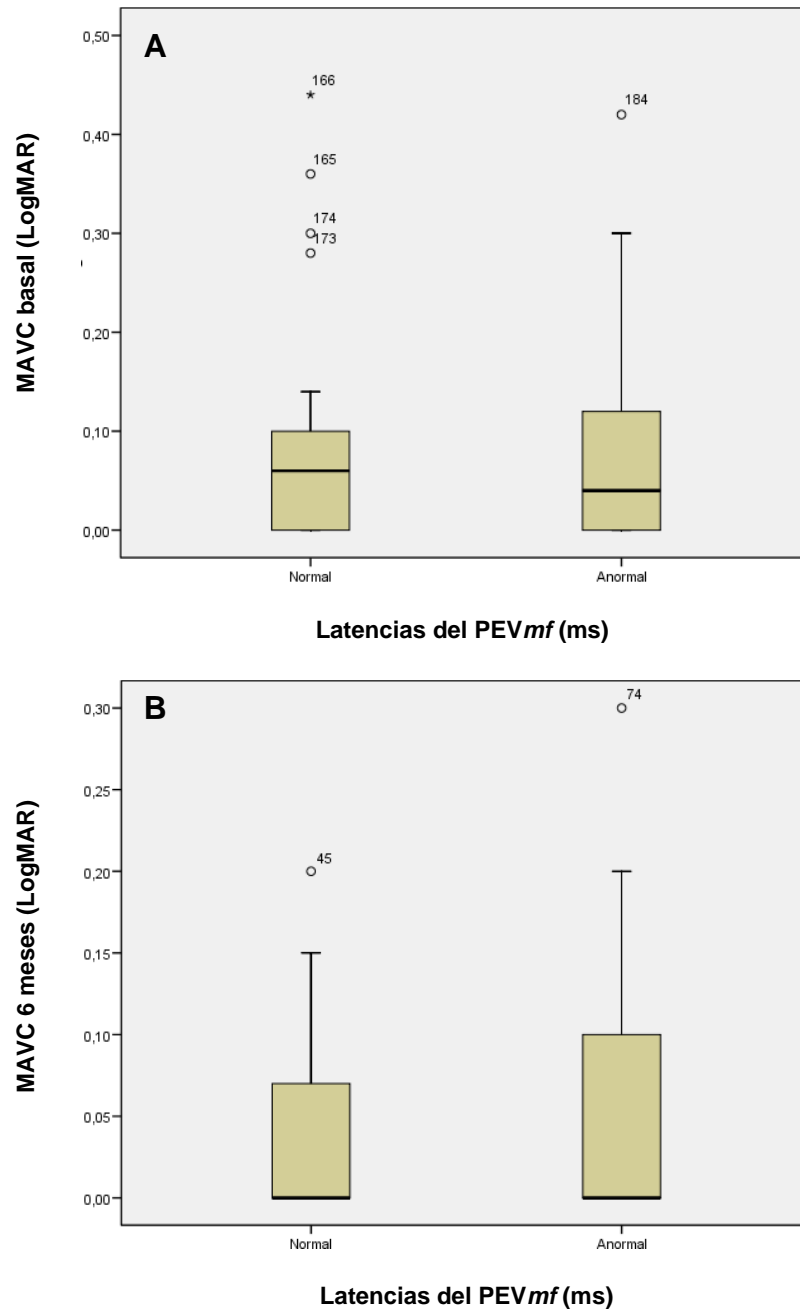 A
MAVC basal (LogMAR)
0,50
0,40
0,30
0,20
0,10
0,00
166
165
174
173
184
Normal
Anormal
Latencias del PEVmf (ms)
B
MAVC 6 meses (LogMAR)
0,30
0,25
0,20
0,15
0,10
0,05
0,00
45
74
Normal
Anormal
Latencias del PEVmf (ms)